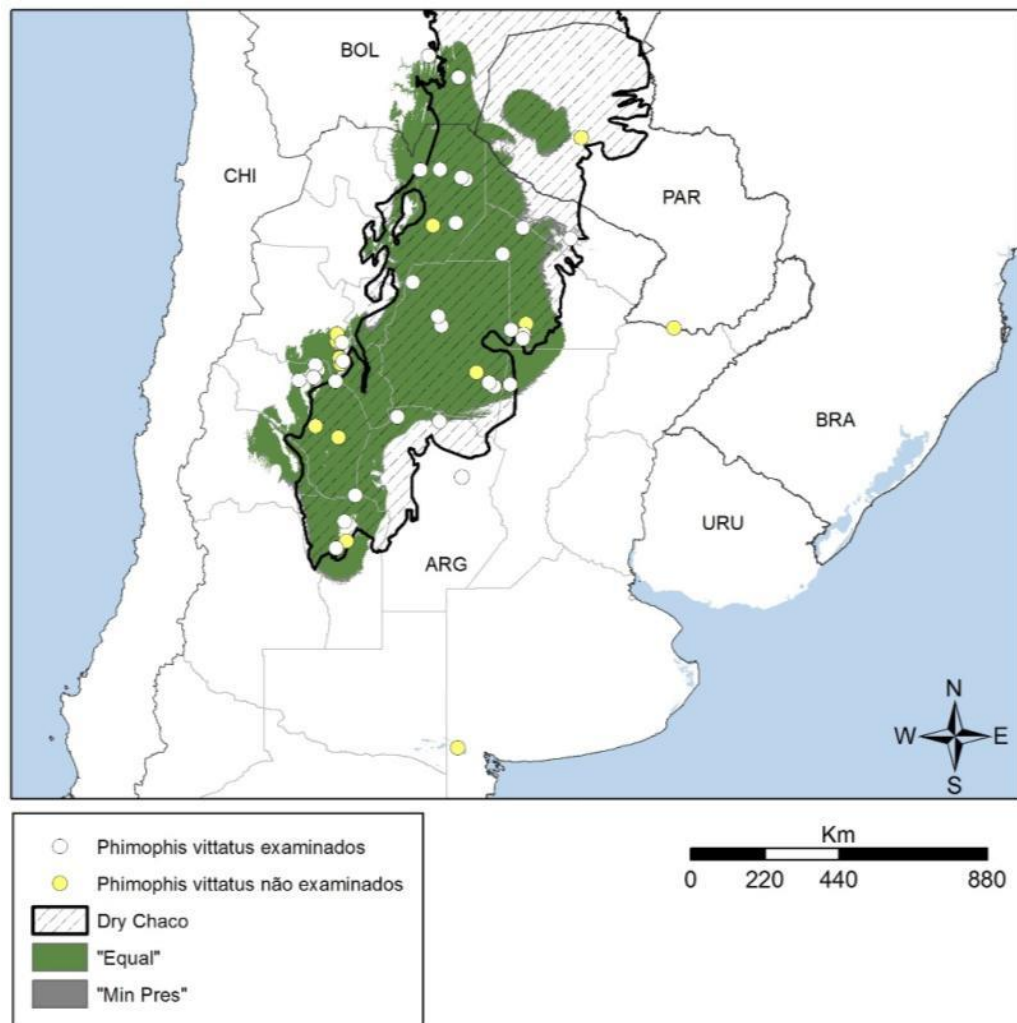 BOL
CHI
PAR
BRA
URU
ARG
N
W E
S
Phimophis vittatus examinados
Phimophis vittatus não examinados
Dry Chaco
"Equal"
"Min Pres"
Km
0 220 440 880